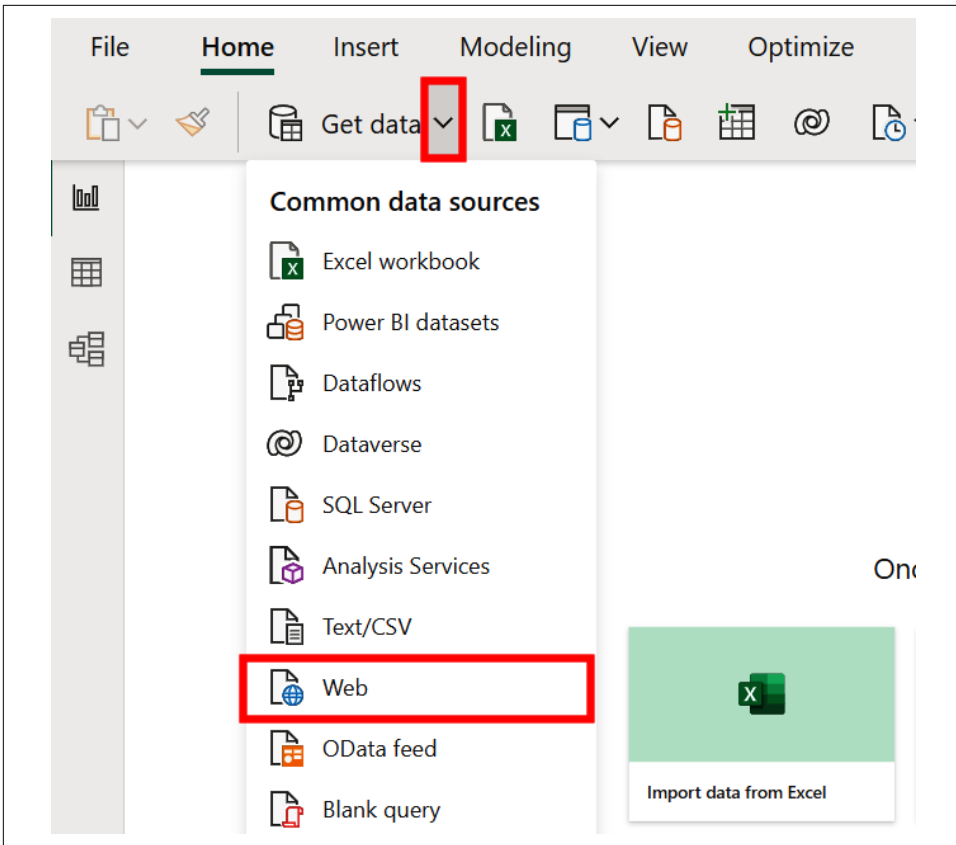 File Home Insert Modeling View Optimize
Get data
Common data sources
Excel workbook
Power BI datasets
Dataflows
Dataverse
SQL Server
Analysis Services
Text/CSV
Web
OData feed
Blank query
Import data from Excel